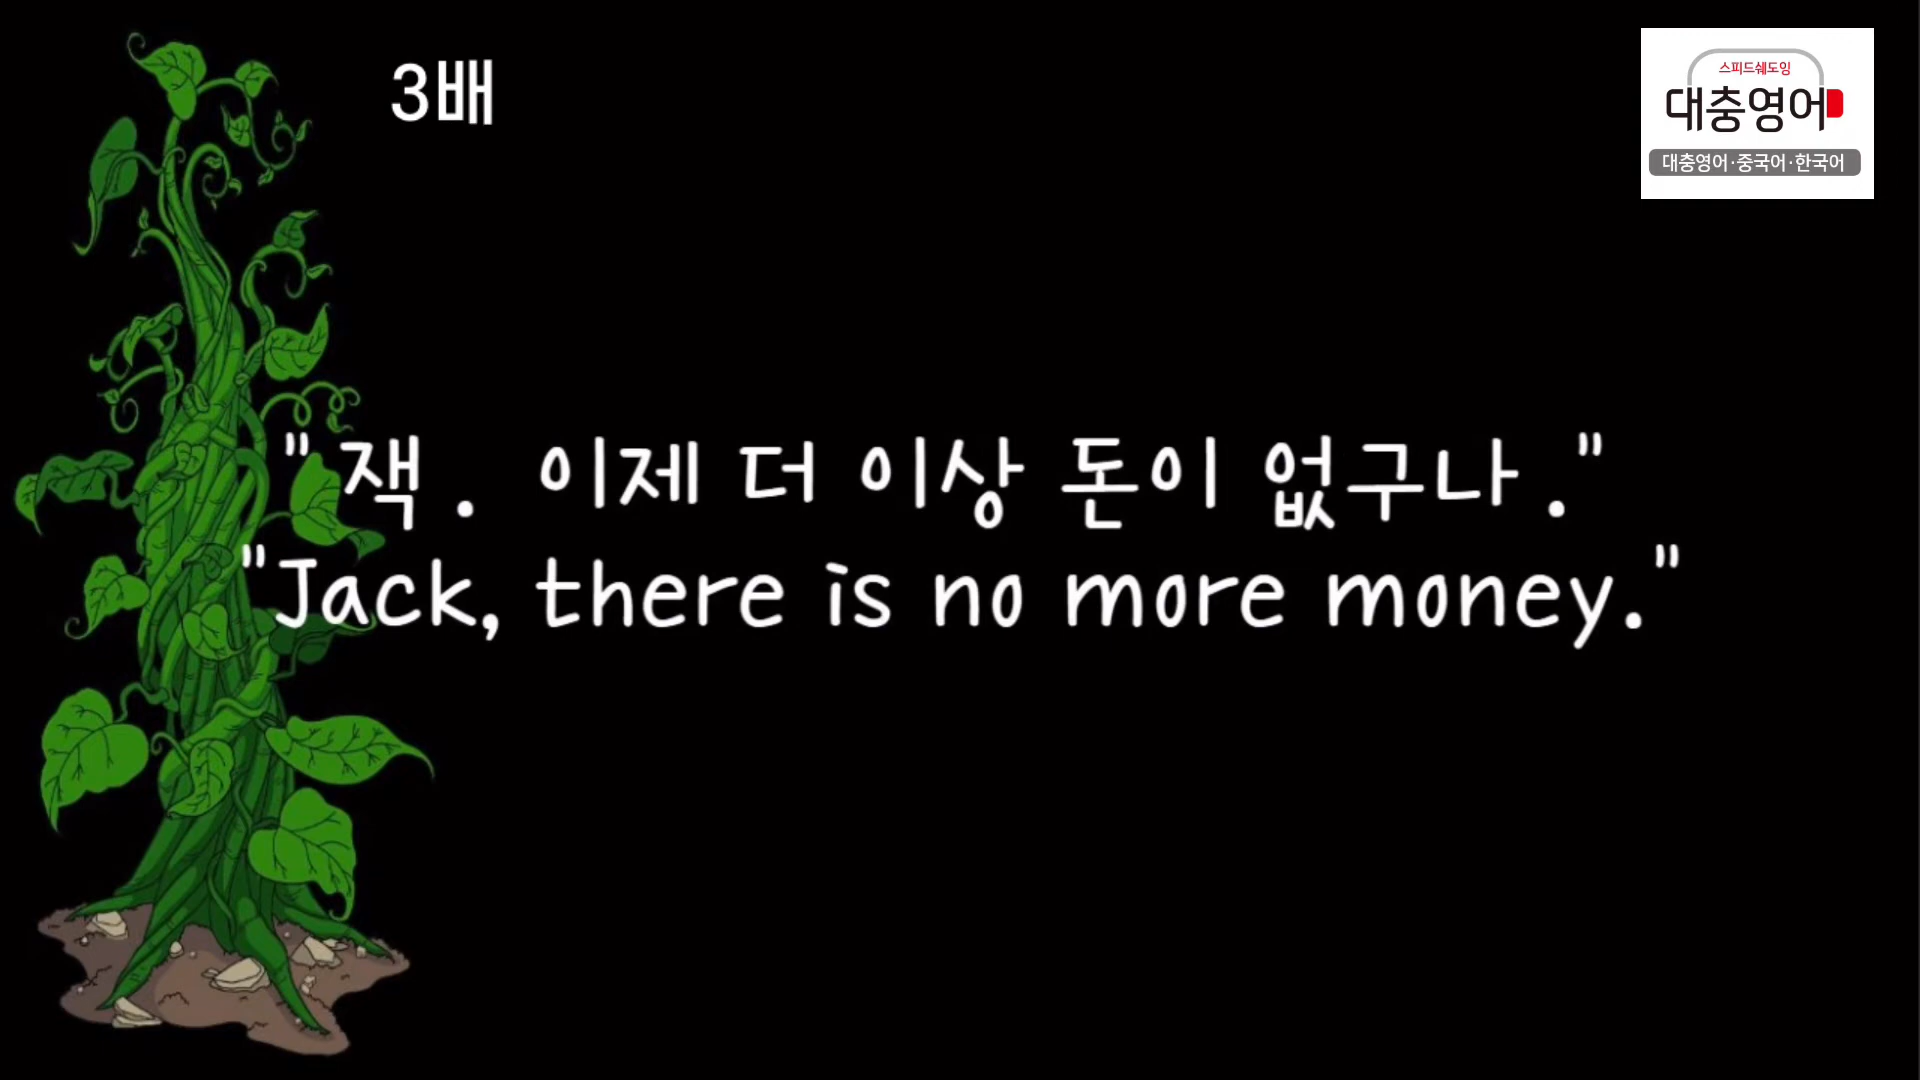 3배
스피드쉐도잉
대충영어
대충영어·중국어·한국어
"잭 . 이제 더 이상 돈이 없구나 ."
"Jack, there is no more money."